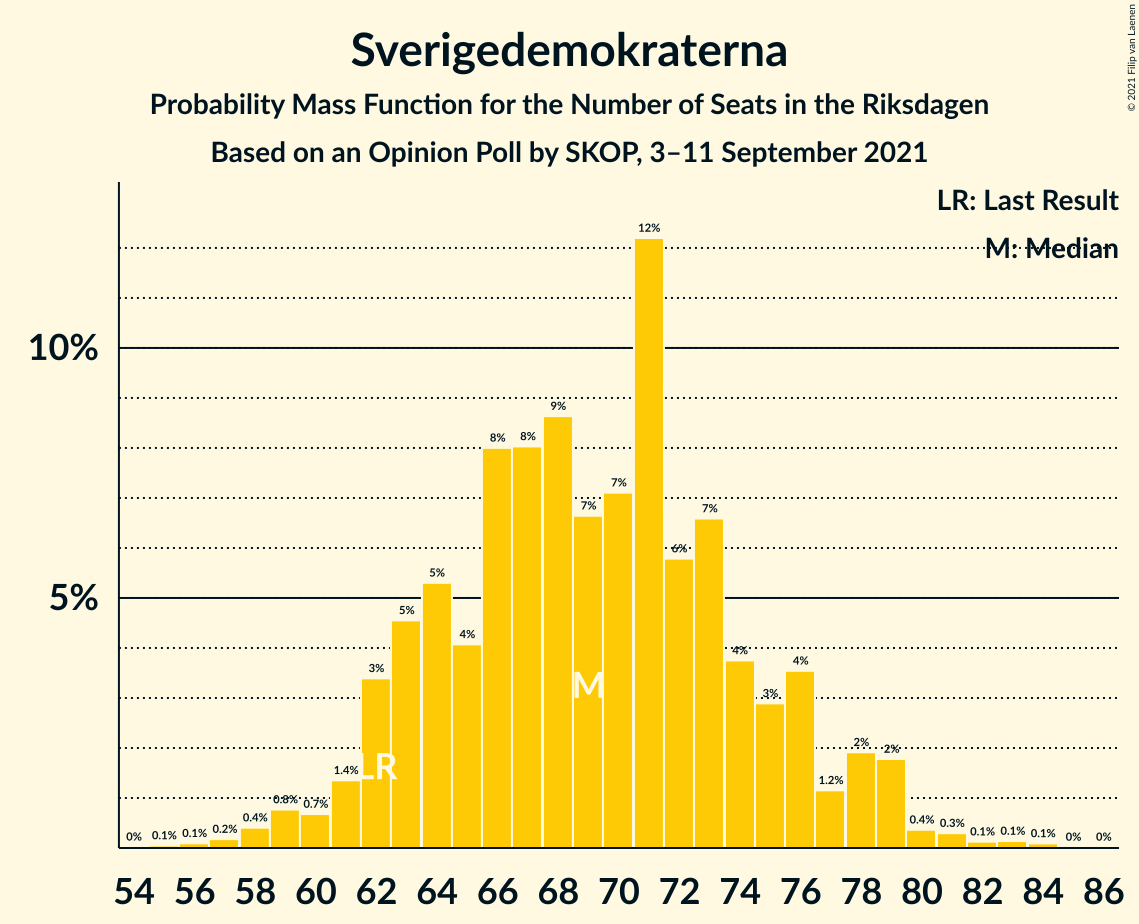 Sverigedemokraterna
Probability Mass Function for the Number of Seats in the Riksdagen
Based on an Opinion Poll by SKOP, 3–11 September 2021
© 2021 Filip van Laenen
LR: Last Result
M: Median
10%
5%
0% 0.1% 0.1% 0.2% 0.4% 0.8% 0.7% 1.4% 3% 5% 5% 4% 8% 8% 9% 7% 7% 12% 6% 7% 4% 3% 4% 1.2% 2% 2% 0.4% 0.3% 0.1% 0.1% 0.1% 0% 0%
LR
M
54 56 58 60 62 64 66 68 70 72 74 76 78 80 82 84 86